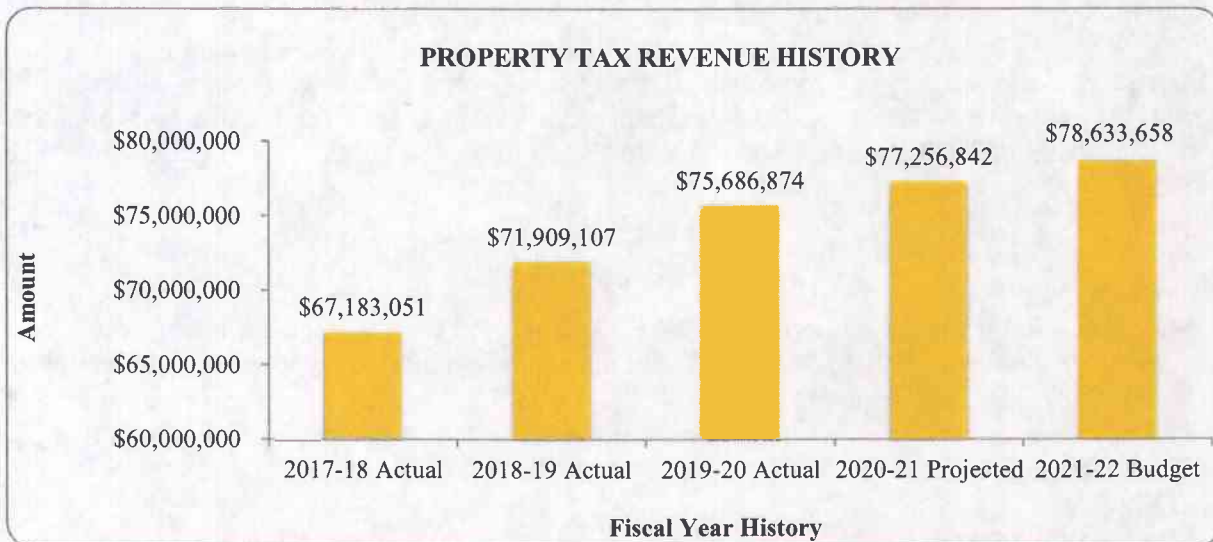 PROPERTY TAX REVENUE HISTORY
$80,000,000
$75,000,000
$70,000,000
$65,000,000
$60,000,000
Amount
$67,183,051
$71,909,107
$75,686,874
$77,256,842
$78,633,658
2017-18 Actual
2018-19 Actual
2019-20 Actual
2020-21 Projected
2021-22 Budget
Fiscal Year History